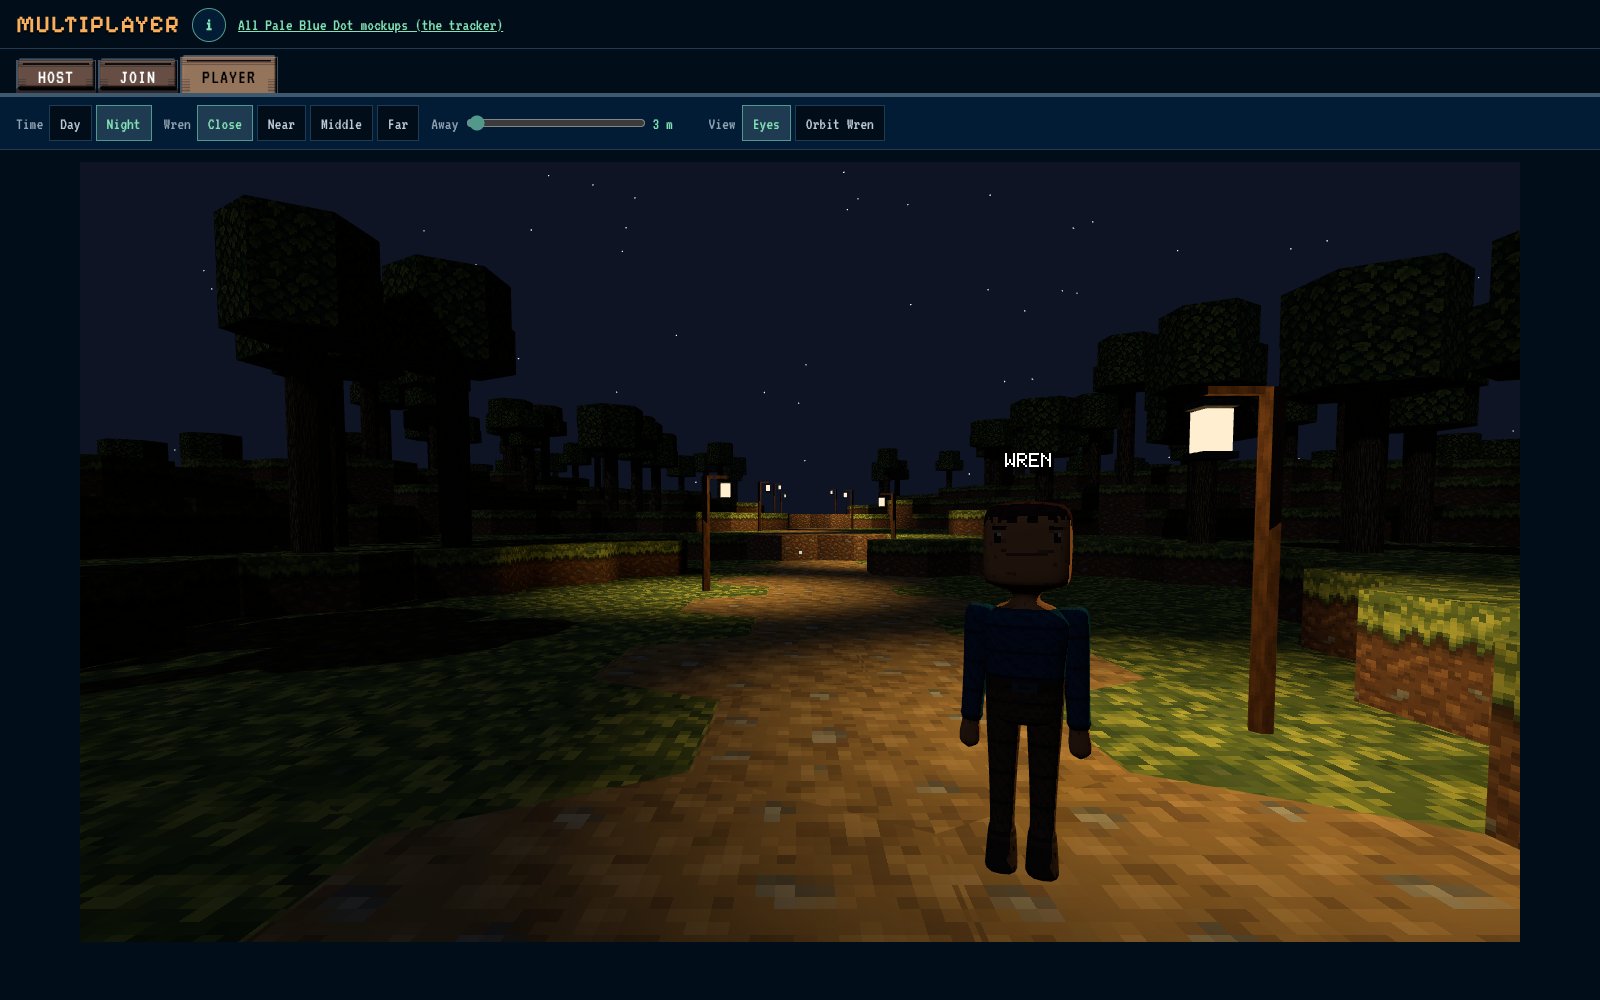 MULTIPLAYER i All Pale Blue Dot mockups (the tracker)
HOST JOIN PLAYER
Time Day Night Wren Close Near Middle Far Away 3 m View Eyes Orbit Wren
WREN